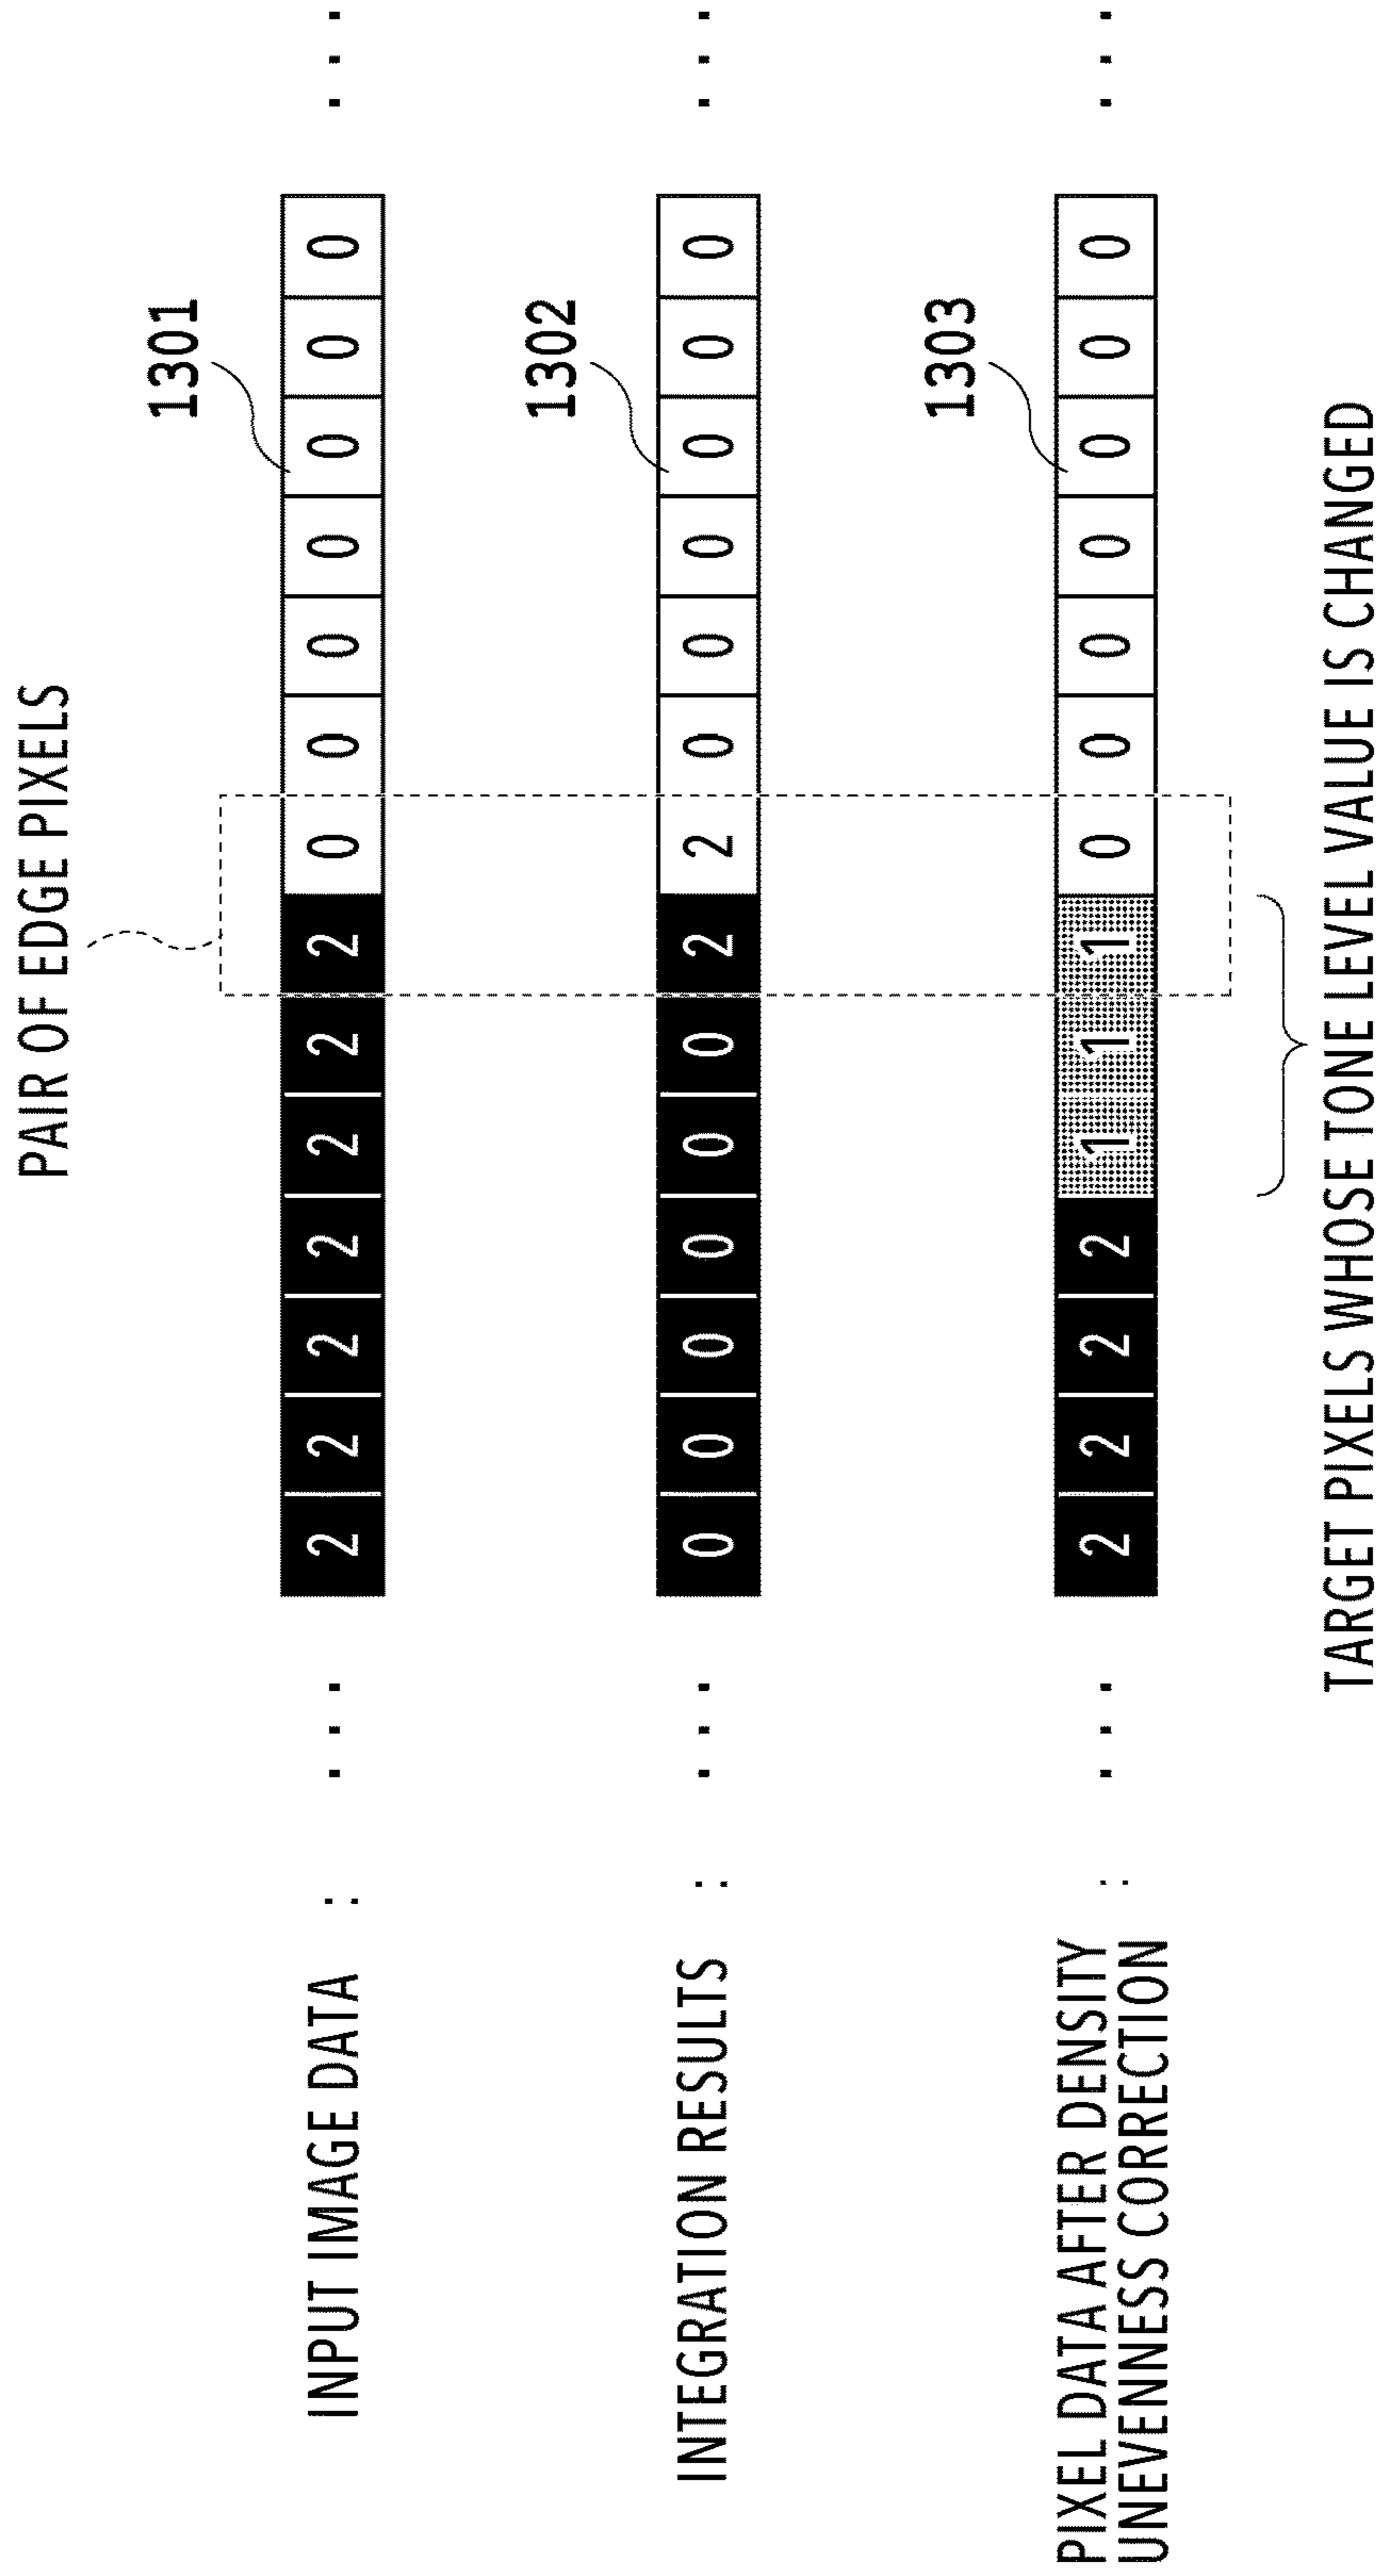 PAIR OF EDGE PIXELS
1301
INPUT IMAGE DATA : ... 2 2 2 2 2 2 2 0 0 0 0 0 0 0 ...
1302
INTEGRATION RESULTS : ... 0 0 0 0 0 0 2 2 0 0 0 0 0 0 ...
1303
PIXEL DATA AFTER DENSITY : ... 2 2 2 2 1 1 1 0 0 0 0 0 0 0 ...
UNEVENNESS CORRECTION
TARGET PIXELS WHOSE TONE LEVEL VALUE IS CHANGED